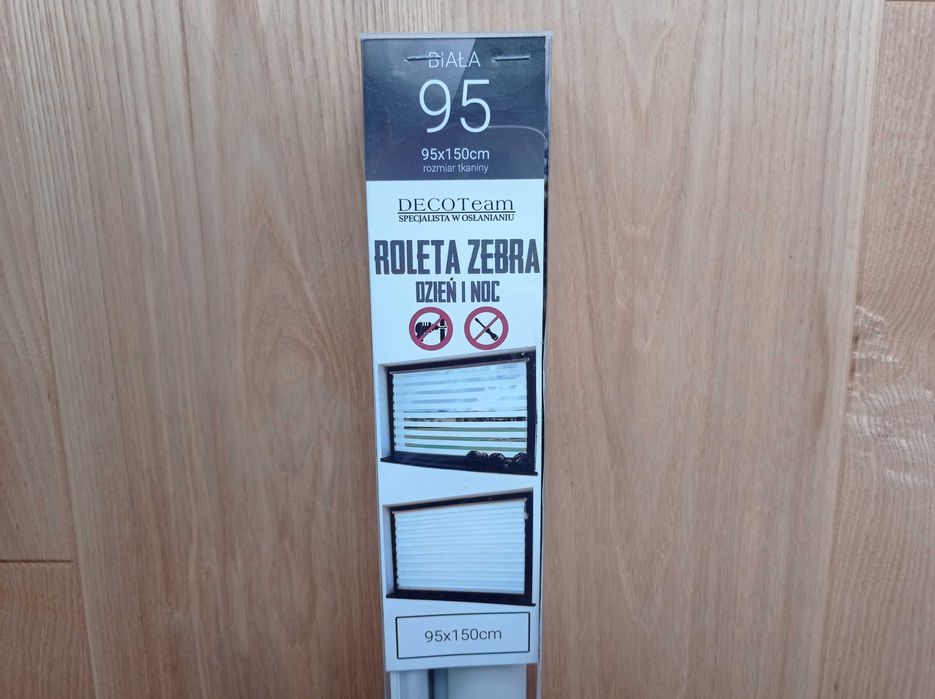 BIAŁA
95
95x150cm
rozmiar tkaniny
DECOTeam
SPECJALISTA W OSŁANIANIU
ROLETA ZEBRA
DZIEŃ I NOC
95x150cm